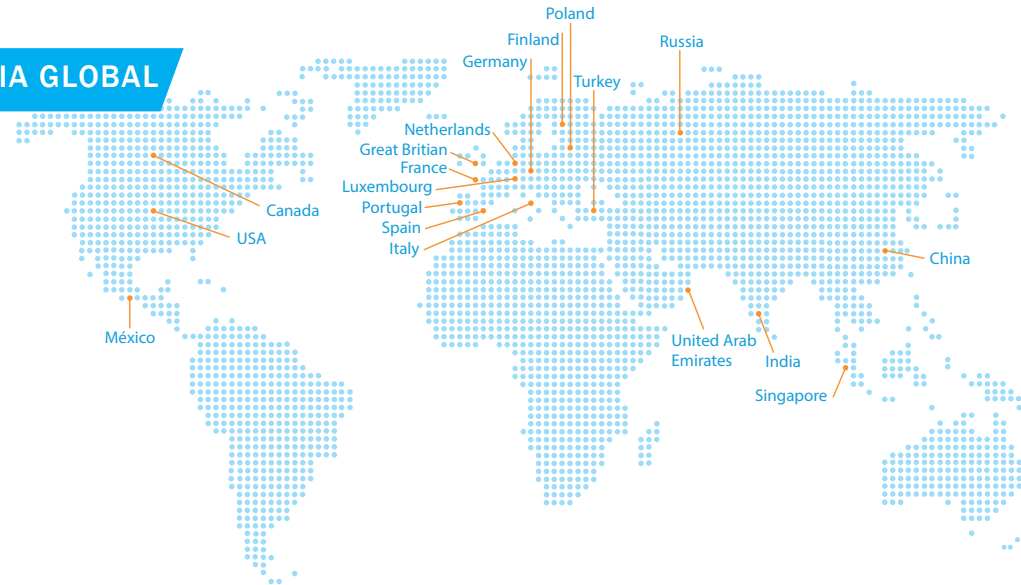 Poland
Finland
Russia
IA GLOBAL
Germany
Turkey
Netherlands
Great Britian
France
Luxembourg
Canada
Portugal
Spain
USA
Italy
China
México
United Arab
Emirates
India
Singapore